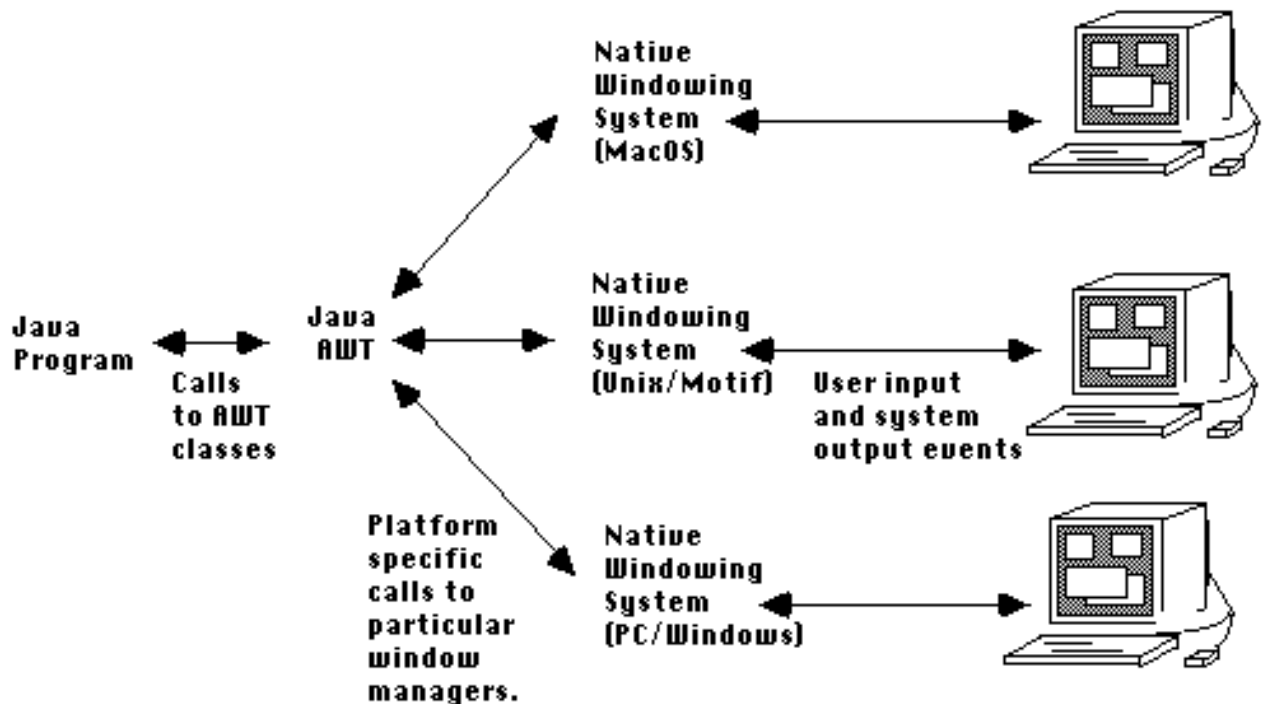 Native
Windowing
System
(MacOS)
Java
Program
Calls
to AWT
classes
Java
AWT
Native
Windowing
System
(Unix/Motif)
User input
and system
output events
Platform
specific
calls to
particular
window
managers.
Native
Windowing
System
(PC/Windows)